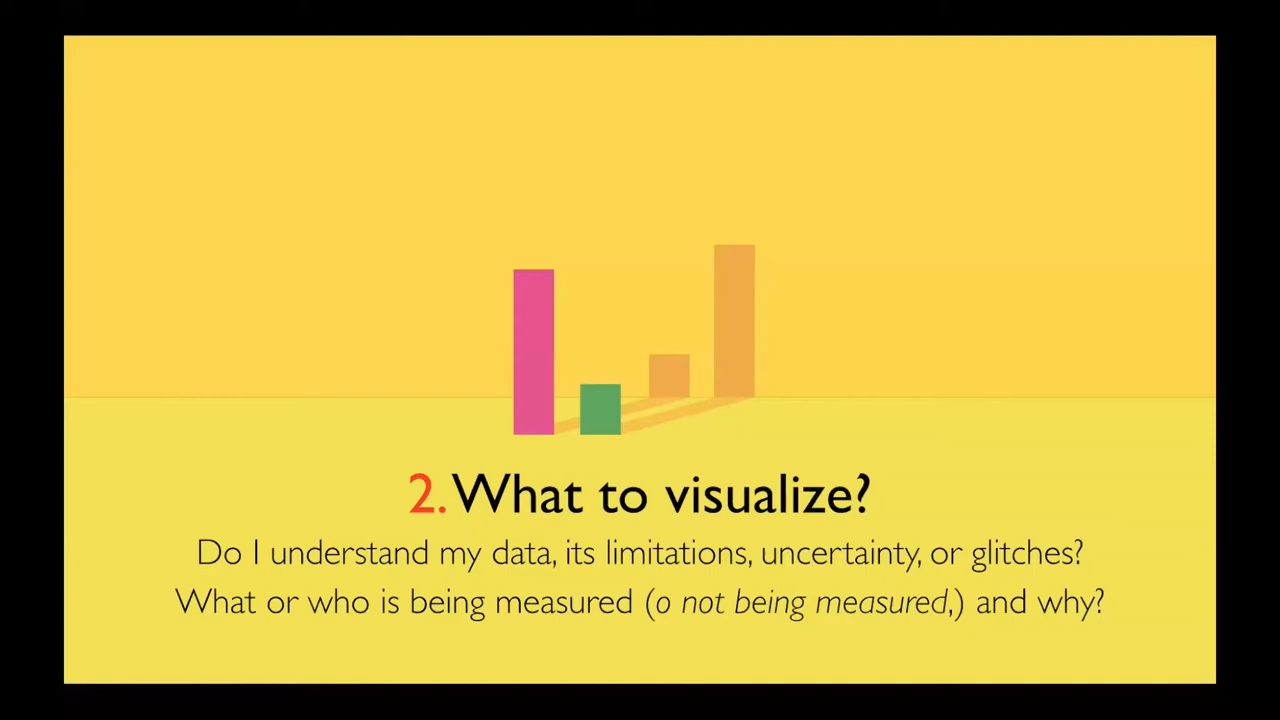 2. What to visualize?
Do I understand my data, its limitations, uncertainty, or glitches?
What or who is being measured (o not being measured,) and why?